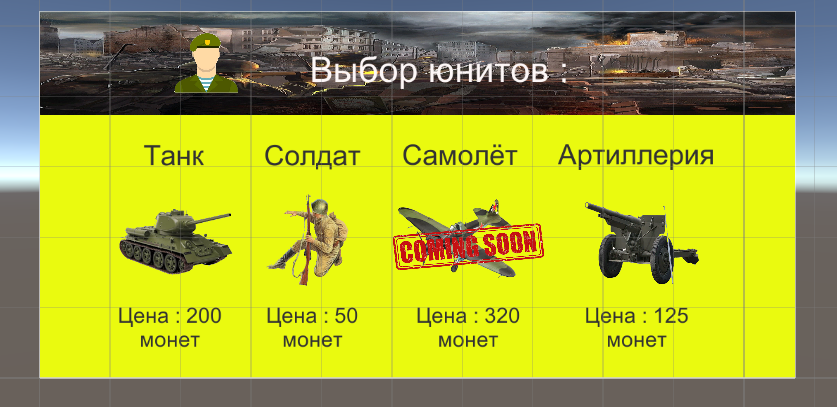 Выбор юнитов :
Танк
Солдат
Самолёт
Артиллерия
COMING SOON
Цена : 200
монет
Цена : 50
монет
Цена : 320
монет
Цена : 125
монет